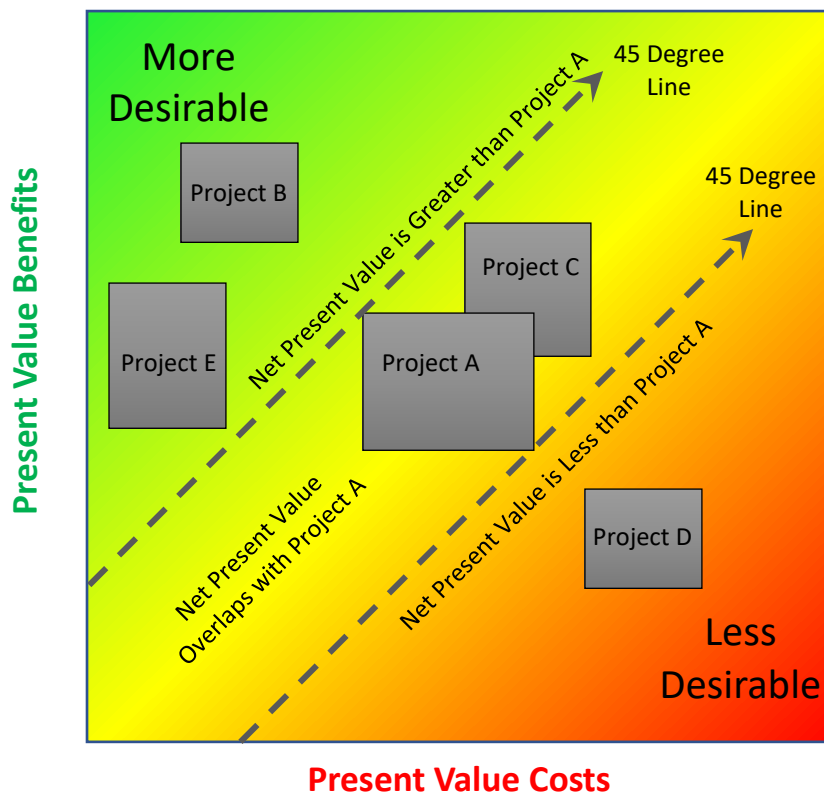 More
Desirable
45 Degree
Line
45 Degree
Line
Net Present Value is Greater than Project A
Project B
Project C
Project E
Project A
Net Present Value is Less than Project A
Net Present Value
Overlaps with Project A
Project D
Less
Desirable
Present Value Benefits
Present Value Costs